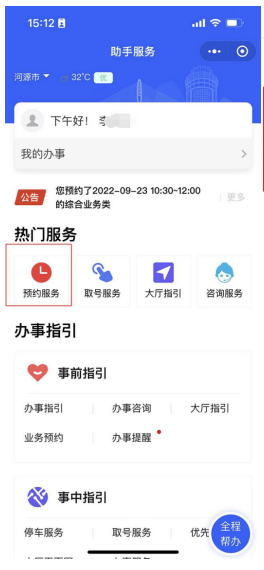 15:12
助手服务
河源市 32°C 优
下午好！李
我的办事
公告 您预约了2022-09-23 10:30-12:00
的综合业务类
更多
热门服务
预约服务 取号服务 大厅指引 咨询服务
办事指引
事前指引
办事指引 办事咨询 大厅指引
业务预约 办事提醒
事中指引
停车服务 取号服务 优先
全程
帮办